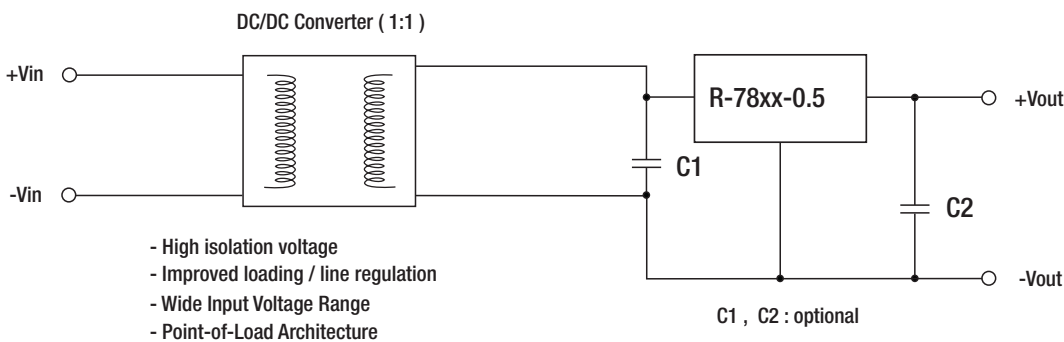 DC/DC Converter ( 1:1 )
+Vin
R-78xx-0.5
+Vout
C1
-Vin
C2
- High isolation voltage
- Improved loading / line regulation
- Wide Input Voltage Range
- Point-of-Load Architecture
-Vout
C1 , C2 : optional